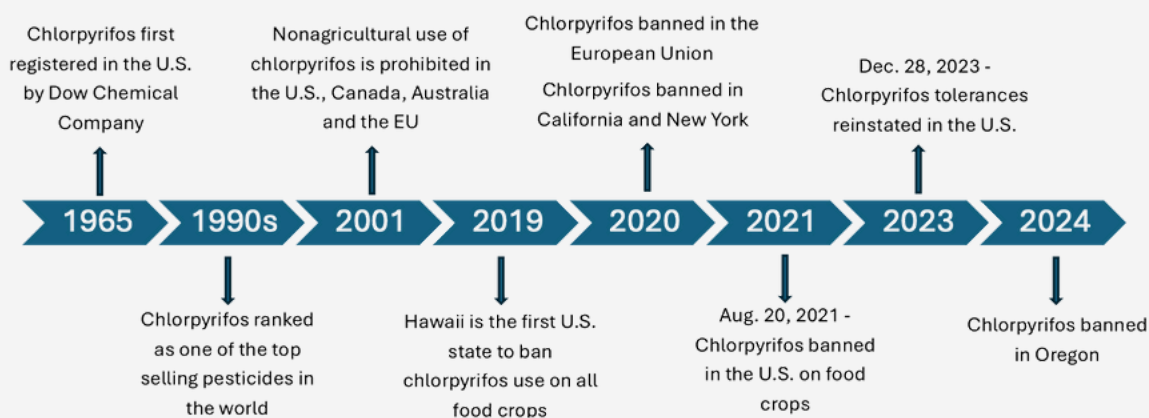 Chlorpyrifos first
registered in the U.S.
by Dow Chemical
Company
Nonagricultural use of
chlorpyrifos is prohibited in
the U.S., Canada, Australia
and the EU
Chlorpyrifos banned in the
European Union
Chlorpyrifos banned in
California and New York
Dec. 28, 2023 -
Chlorpyrifos tolerances
reinstated in the U.S.
1965
1990s
2001
2019
2020
2021
2023
2024
Chlorpyrifos ranked
as one of the top
selling pesticides in
the world
Hawaii is the first U.S.
state to ban
chlorpyrifos use on all
food crops
Aug. 20, 2021 -
Chlorpyrifos banned
in the U.S. on food
crops
Chlorpyrifos banned
in Oregon